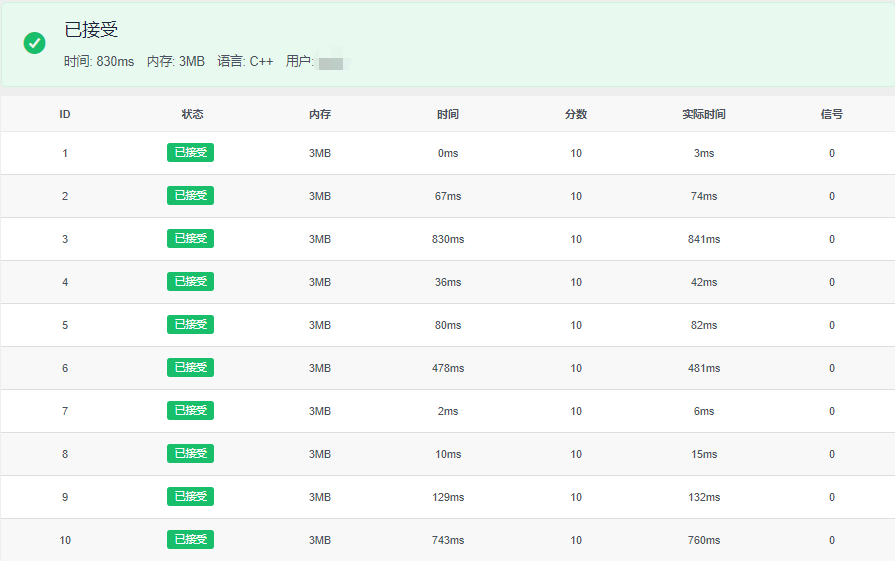 已接受
时间: 830ms 内存: 3MB 语言: C++ 用户:
ID 状态 内存 时间 分数 实际时间 信号
1 已接受 3MB 0ms 10 3ms 0
2 已接受 3MB 67ms 10 74ms 0
3 已接受 3MB 830ms 10 841ms 0
4 已接受 3MB 36ms 10 42ms 0
5 已接受 3MB 80ms 10 82ms 0
6 已接受 3MB 478ms 10 481ms 0
7 已接受 3MB 2ms 10 6ms 0
8 已接受 3MB 10ms 10 15ms 0
9 已接受 3MB 129ms 10 132ms 0
10 已接受 3MB 743ms 10 760ms 0